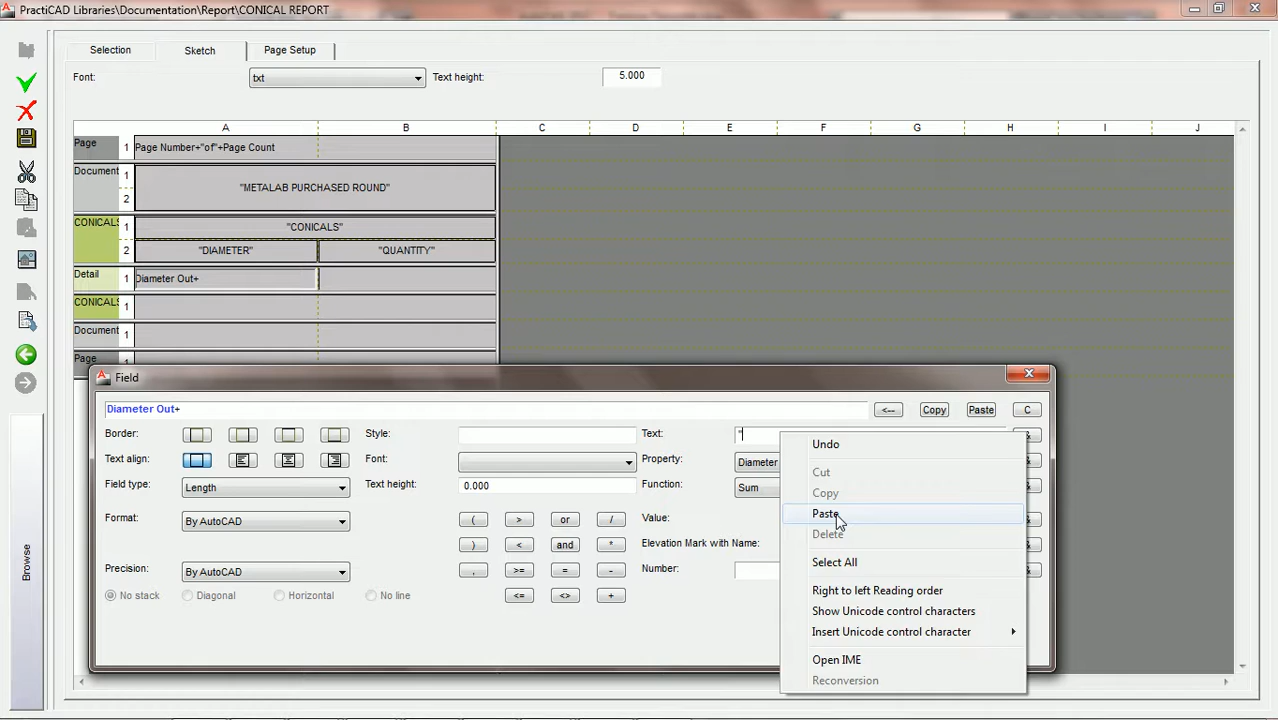 PractiCAD Libraries\Documentation\Report\CONICAL REPORT
Selection
Sketch
Page Setup
Font:
txt
Text height:
5.000
A B C D E F G H I J
Page
1
Page Number+"of"+Page Count
Document
1
2
"METALAB PURCHASED ROUND"
CONICALS
1
"CONICALS"
2
"DIAMETER"
"QUANTITY"
Detail
1
Diameter Out+
CONICALS
1
Document
1
Page
Field
Diameter Out+
<--
Copy
Paste
C
Border:
Style:
Text:
"
&
Text align:
Font:
Property:
Diameter
&
Field type:
Length
Text height:
0.000
Function:
Sum
&
Format:
By AutoCAD
(
>
or
/
Value:
&
)
<
and
*
Elevation Mark with Name:
&
Precision:
By AutoCAD
,
>=
=
-
Number:
&
No stack
Diagonal
Horizontal
No line
<=
<>
+
Undo
Cut
Copy
Paste
Delete
Select All
Right to left Reading order
Show Unicode control characters
Insert Unicode control character
Open IME
Reconversion
Browse